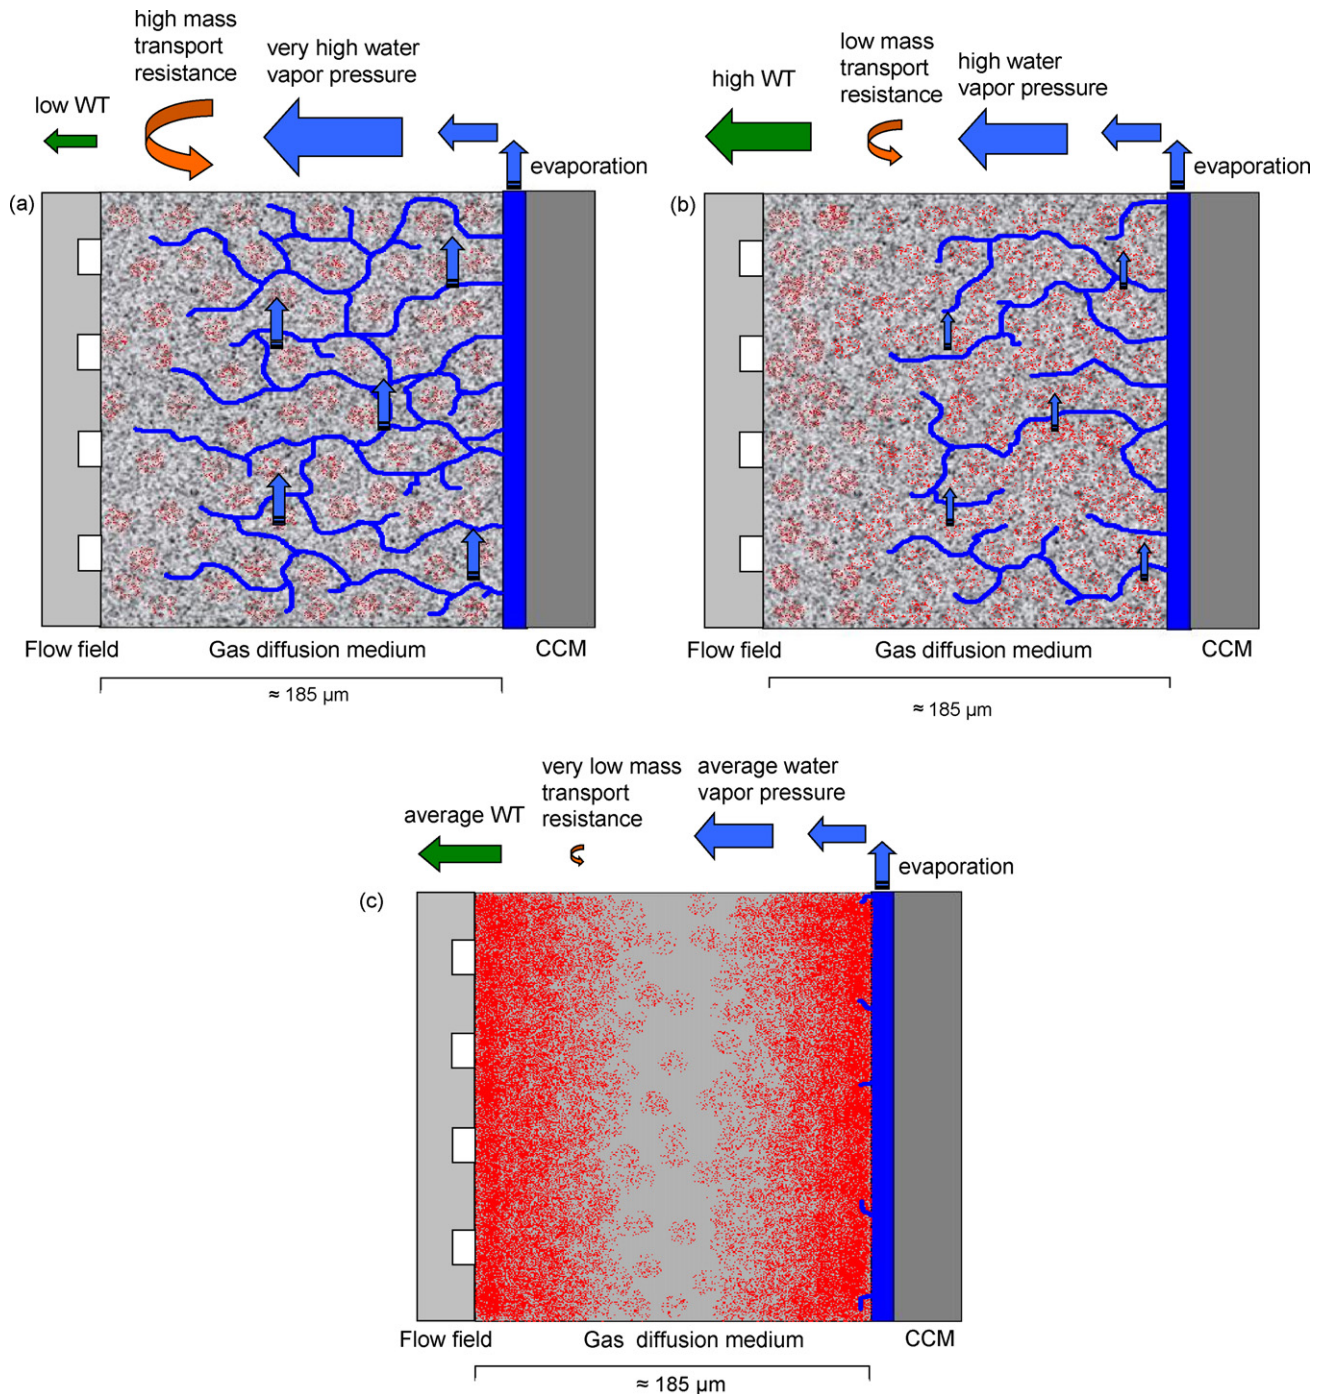 high mass
transport
resistance
very high water
vapor pressure
low WT
evaporation
(a)
Flow field
Gas diffusion medium
CCM
≈ 185 µm
high WT
low mass
transport
resistance
high water
vapor pressure
evaporation
(b)
Flow field
Gas diffusion medium
CCM
≈ 185 µm
very low mass
transport
resistance
average water
vapor pressure
average WT
evaporation
(c)
Flow field
Gas diffusion medium
CCM
≈ 185 µm